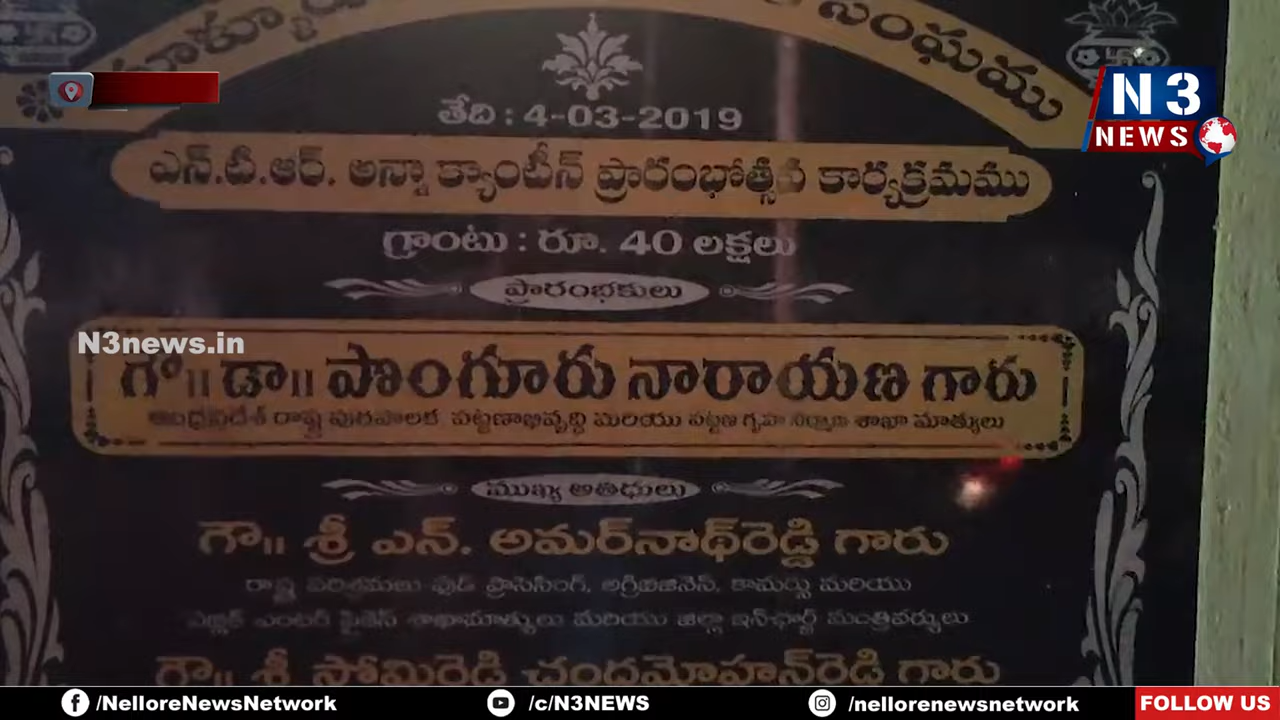 సంఘము
తేది : 4-03-2019
N3
NEWS
ఎన్.టి.ఆర్. అన్నా క్యాంటీన్ ప్రారంభోత్సవ కార్యక్రమము
గ్రాంటు : రూ. 40 లక్షలు
ప్రారంభకులు
N3news.in
గౌ|| డా|| పొంగూరు నారాయణ గారు
ఆంధ్రప్రదేశ్ రాష్ట్ర పురపాలక పట్టణాభివృద్ధి మరియు పట్టణ గృహ నిర్మాణ శాఖా మాత్యులు
ముఖ్య అతిధులు
గౌ|| శ్రీ ఎన్. అమర్‌నాథ్‌రెడ్డి గారు
రాష్ట్ర పరిశ్రమలు ఫుడ్ ప్రాసెసింగ్, అగ్రిబిజినెస్, కామర్సు మరియు
పబ్లిక్ ఎంటర్ ప్రైజెస్ శాఖామాత్యులు మరియు జిల్లా ఇన్‌ఛార్జి మంత్రివర్యులు
గౌ|| శ్రీ సోమిరెడ్డి చంద్రమోహన్‌రెడ్డి గారు
/NelloreNewsNetwork
/c/N3NEWS
/nellorenewsnetwork
FOLLOW US